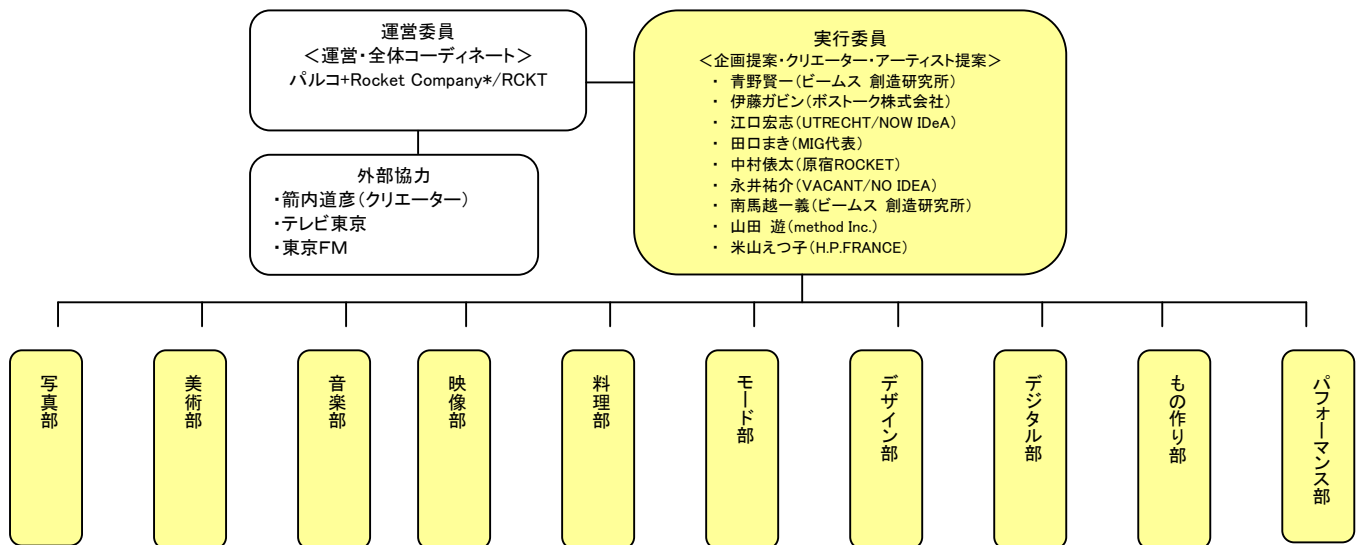 運営委員
＜運営・全体コーディネート＞
パルコ+Rocket Company*/RCKT
外部協力
・箭内道彦（クリエーター）
・テレビ東京
・東京ＦＭ
実行委員
＜企画提案・クリエーター・アーティスト提案＞
・ 青野賢一（ビームス 創造研究所）
・ 伊藤ガビン（ボストーク株式会社）
・ 江口宏志（UTRECHT/NOW IDeA）
・ 田口まき（MIG代表）
・ 中村俵太（原宿ROCKET）
・ 永井祐介（VACANT/NO IDEA）
・ 南馬越一義（ビームス 創造研究所）
・ 山田 遊（method Inc.）
・ 米山えつ子（H.P.FRANCE）
写真部
美術部
音楽部
映像部
料理部
モード部
デザイン部
デジタル部
もの作り部
パフォーマンス部